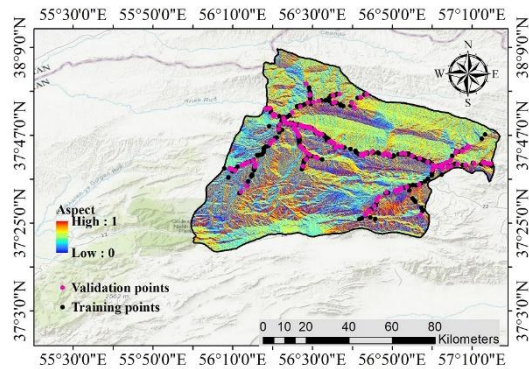 55°30'0"E 55°50'0"E 56°10'0"E 56°30'0"E 56°50'0"E 57°10'0"E
38°9'0"N
37°47'0"N
37°25'0"N
37°3'0"N
N
W E
S
Aspect
High : 1
Low : 0
Validation points
Training points
0 10 20 40 60 80
Kilometers
38°9'0"N
37°47'0"N
37°25'0"N
37°3'0"N
55°30'0"E 55°50'0"E 56°10'0"E 56°30'0"E 56°50'0"E 57°10'0"E